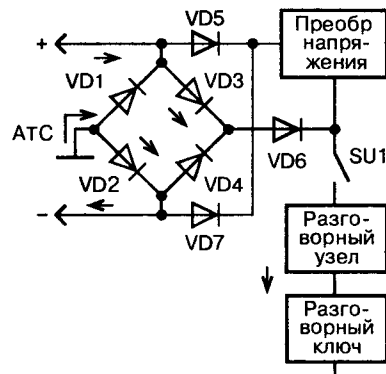 VD5
Преобр
напря-
жения
+
VD1
VD3
АТС
VD6
SU1
VD2
VD4
Разго-
ворный
узел
–
VD7
Разго-
ворный
ключ